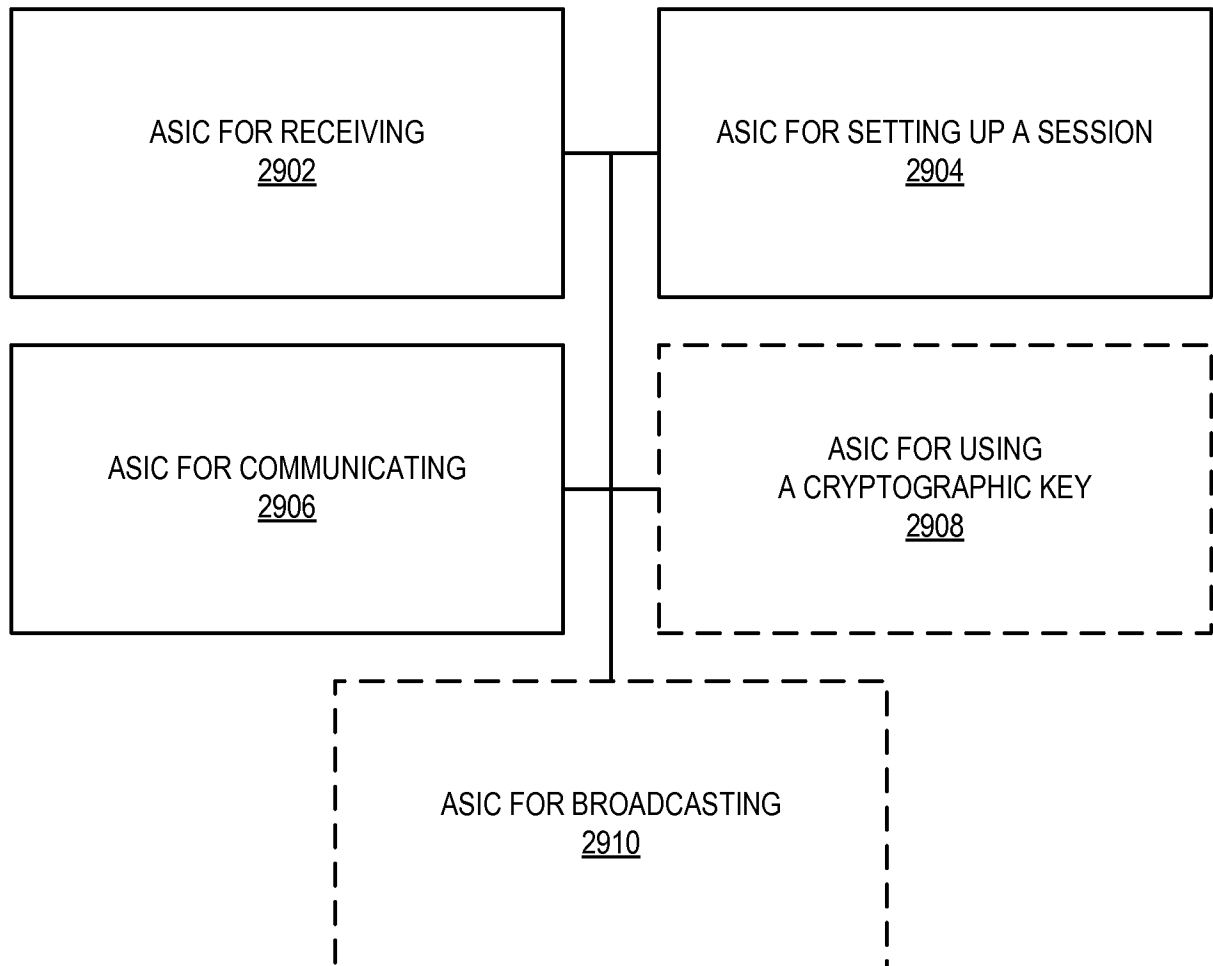 ASIC FOR RECEIVING
2902
ASIC FOR SETTING UP A SESSION
2904
ASIC FOR COMMUNICATING
2906
ASIC FOR USING
A CRYPTOGRAPHIC KEY
2908
ASIC FOR BROADCASTING
2910